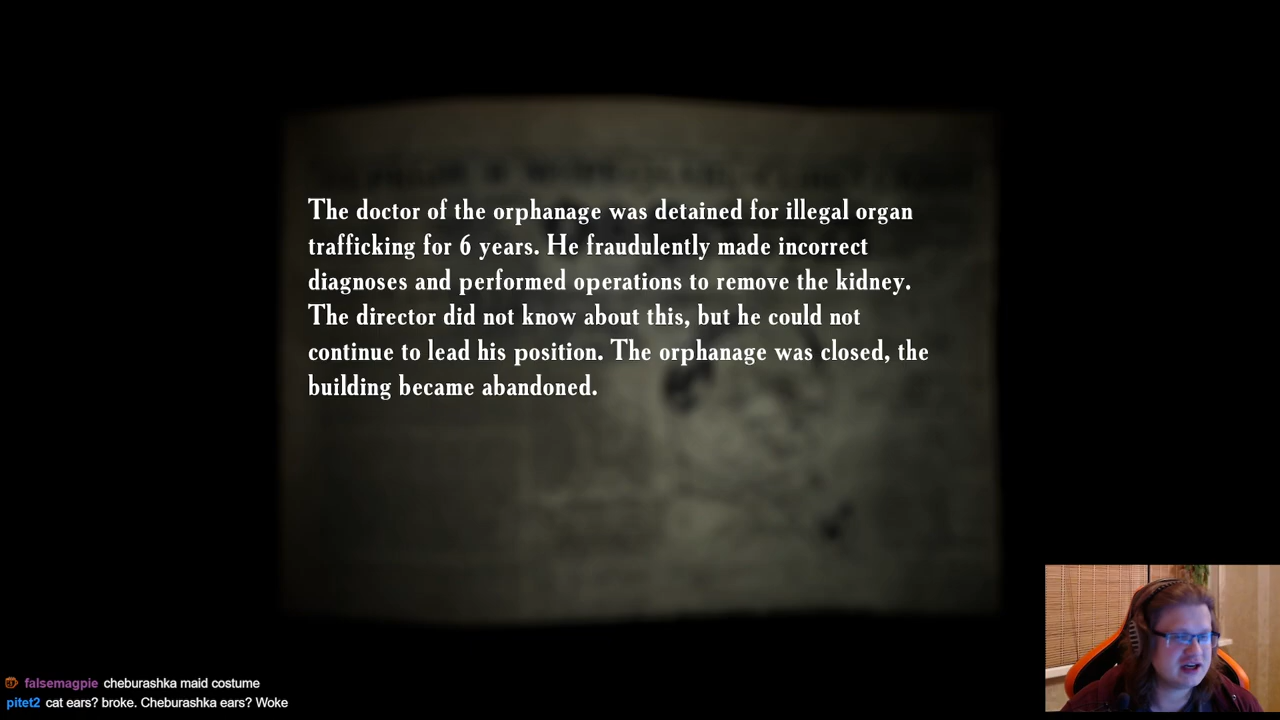 The doctor of the orphanage was detained for illegal organ
trafficking for 6 years. He fraudulently made incorrect
diagnoses and performed operations to remove the kidney.
The director did not know about this, but he could not
continue to lead his position. The orphanage was closed, the
building became abandoned.
falsemagpie cheburashka maid costume
pitet2 cat ears? broke. Cheburashka ears? Woke